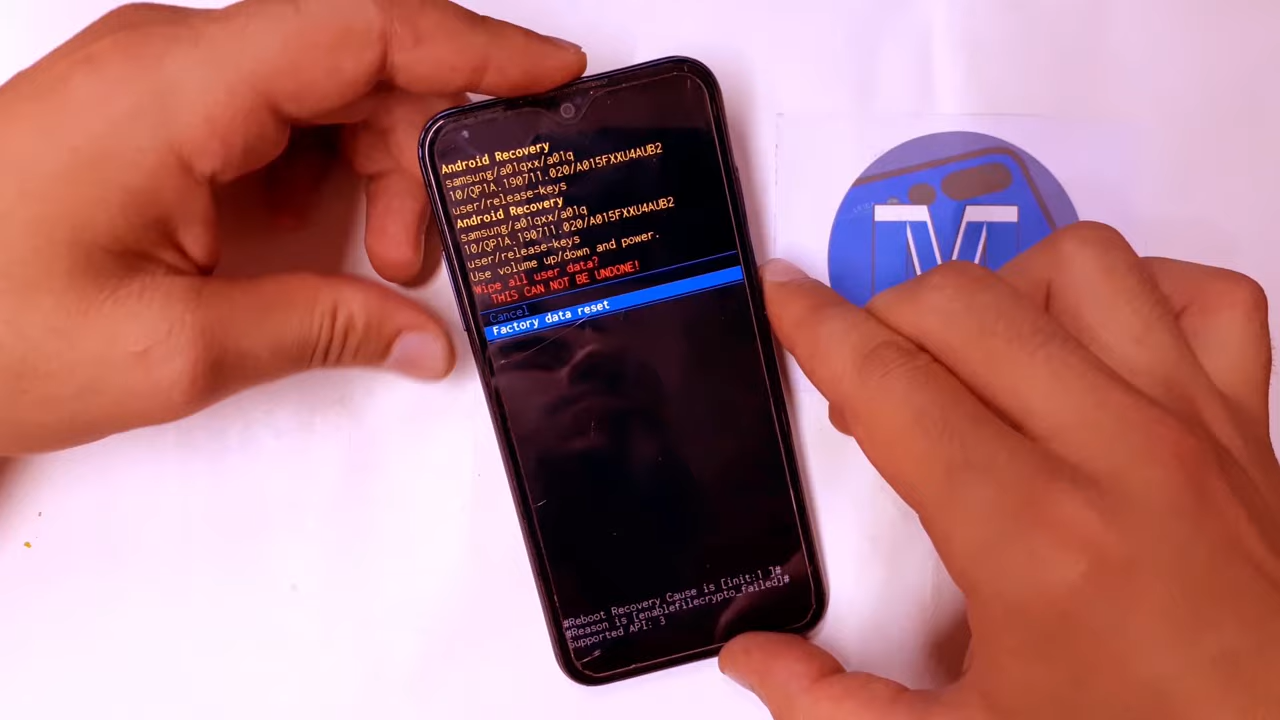 Android Recovery
samsung/a01qxx/a01q
10/QP1A.190711.020/A015FXXU4AUB2
user/release-keys
Android Recovery
samsung/a01qxx/a01q
10/QP1A.190711.020/A015FXXU4AUB2
user/release-keys
Use volume up/down and power.
Wipe all user data?
THIS CAN NOT BE UNDONE!
Cancel
Factory data reset
#Reboot Recovery Cause is [init:1 ]#
#Reason is [enablefilecrypto_failed]#
Supported API: 3